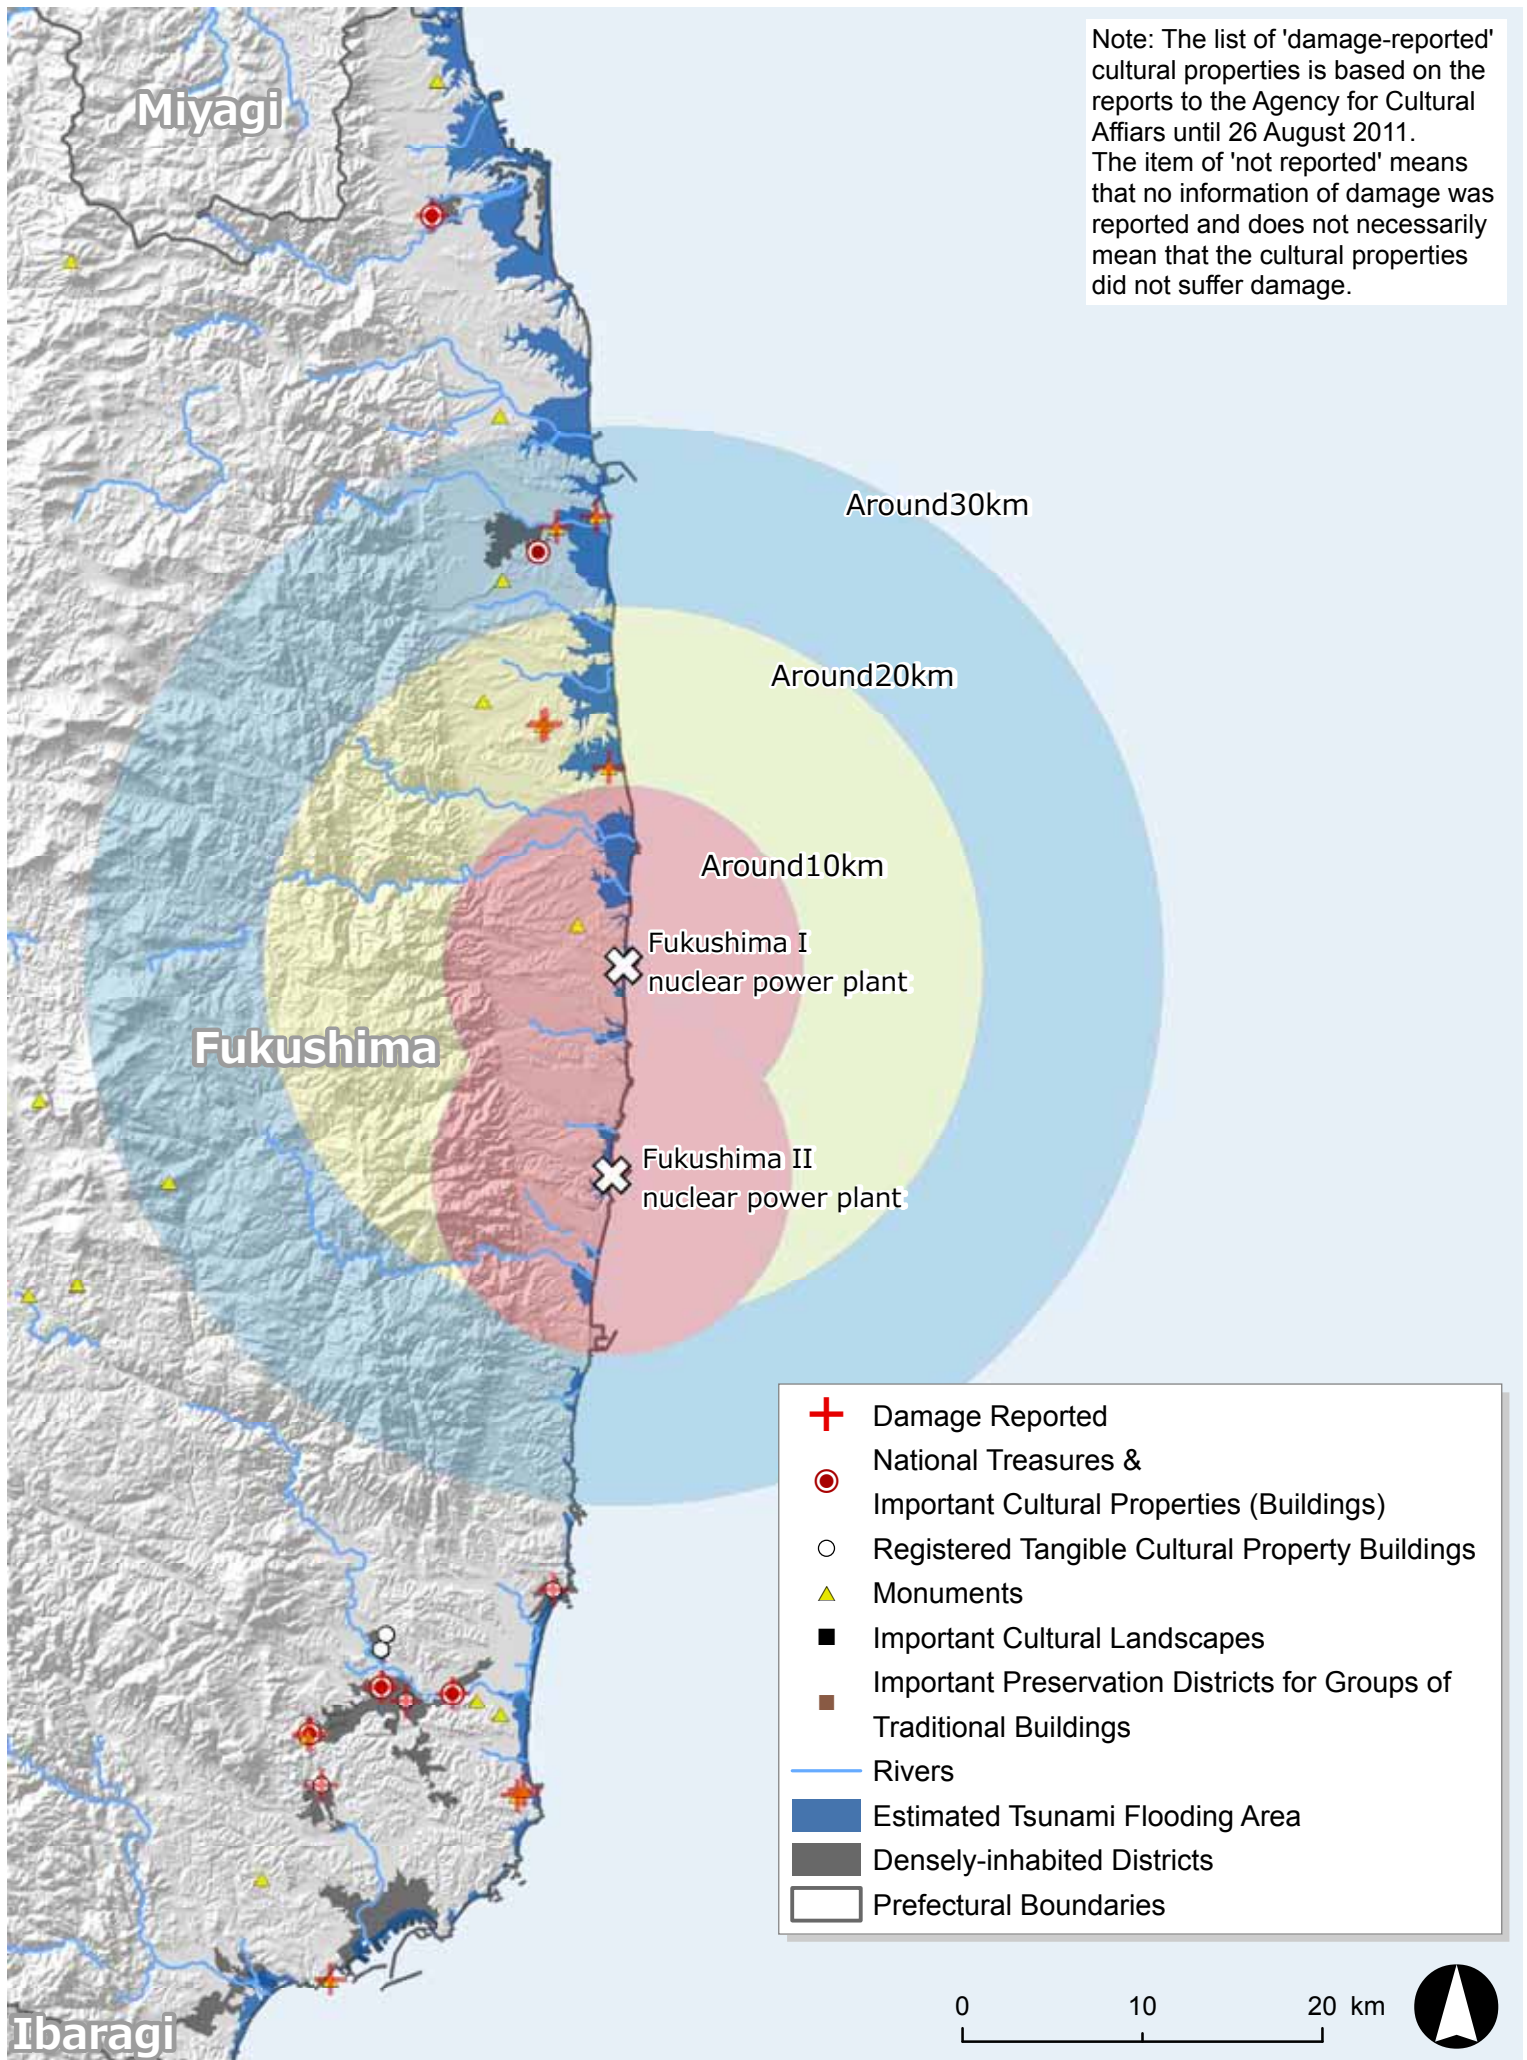 Note: The list of 'damage-reported'
cultural properties is based on the
reports to the Agency for Cultural
Affiars until 26 August 2011.
The item of 'not reported' means
that no information of damage was
reported and does not necessarily
mean that the cultural properties
did not suffer damage.
Miyagi
Around30km
Around20km
Around10km
Fukushima I
nuclear power plant
Fukushima
Fukushima II
nuclear power plant
Damage Reported
National Treasures &
Important Cultural Properties (Buildings)
Registered Tangible Cultural Property Buildings
Monuments
Important Cultural Landscapes
Important Preservation Districts for Groups of
Traditional Buildings
Rivers
Estimated Tsunami Flooding Area
Densely-inhabited Districts
Prefectural Boundaries
0 10 20 km
Ibaragi